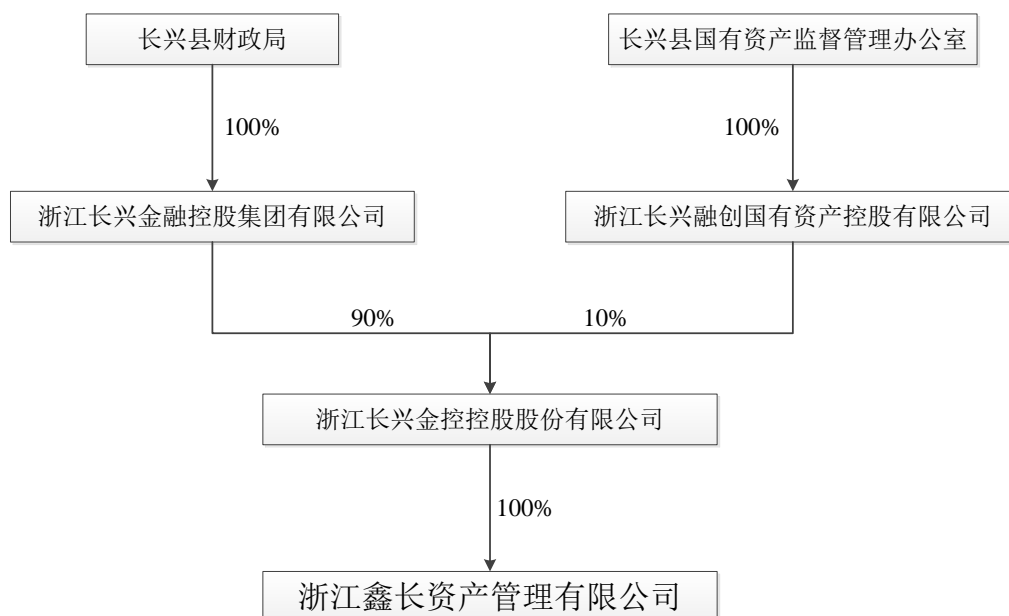 长兴县财政局
长兴县国有资产监督管理办公室
100%
100%
浙江长兴金融控股集团有限公司
浙江长兴融创国有资产控股有限公司
90%
10%
浙江长兴金控控股股份有限公司
100%
浙江鑫长资产管理有限公司